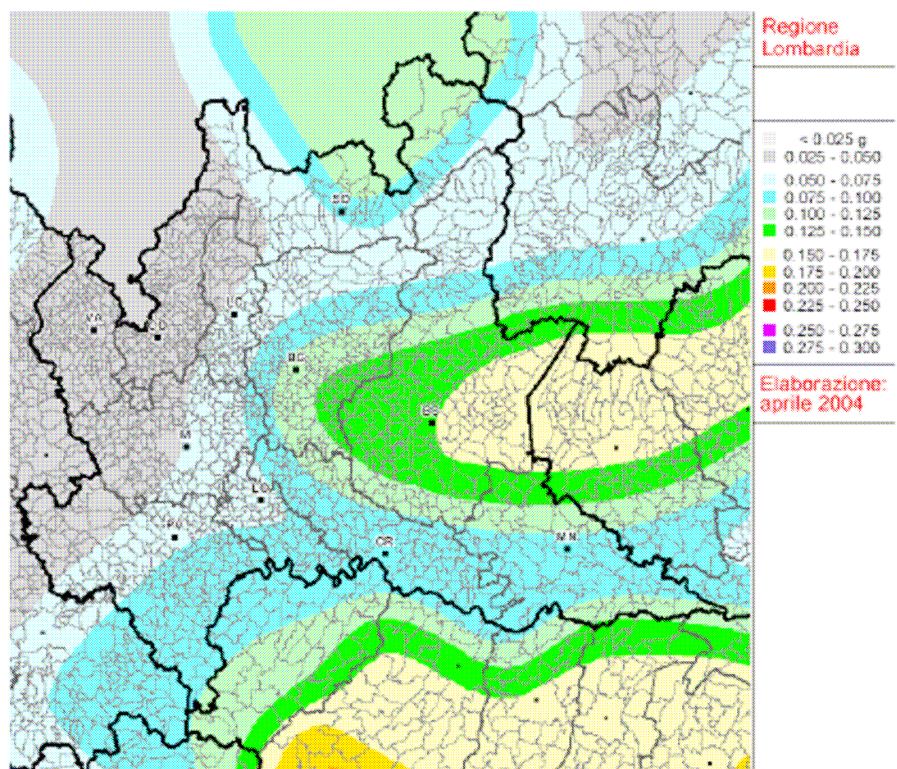 Regione
Lombardia
< 0.025 g
0.025 - 0.050
0.050 - 0.075
0.075 - 0.100
0.100 - 0.125
0.125 - 0.150
0.150 - 0.175
0.175 - 0.200
0.200 - 0.225
0.225 - 0.250
0.250 - 0.275
0.275 - 0.300
Elaborazione:
aprile 2004
SO
LC
VA
BG
BS
LO
PV
CR
MN